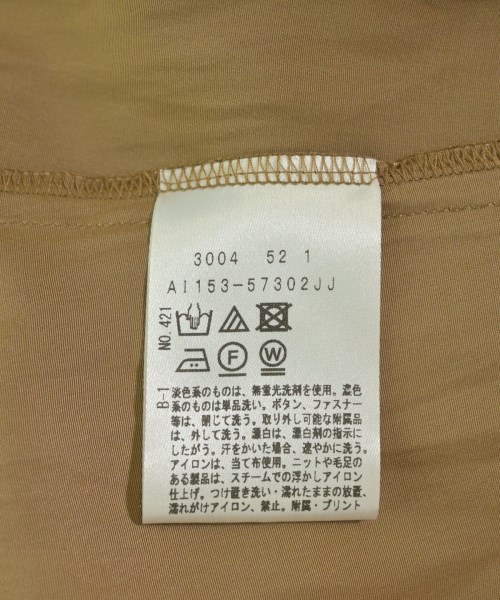 3004 52 1
AI153-57302JJ
NO.421
F W
B-1
淡色系のものは、無蛍光洗剤を使用。濃色
系のものは単品洗い。ボタン、ファスナー
等は、閉じて洗う。取り外し可能な附属品
は、外して洗う。漂白は、漂白剤の指示に
したがう。汗をかいた場合、速やかに洗う。
アイロンは、当て布使用。ニットや毛足の
ある製品は、スチームでの浮かしアイロン
仕上げ。つけ置き洗い・濡れたままの放置、
濡れがけアイロン、禁止。附属・プリント